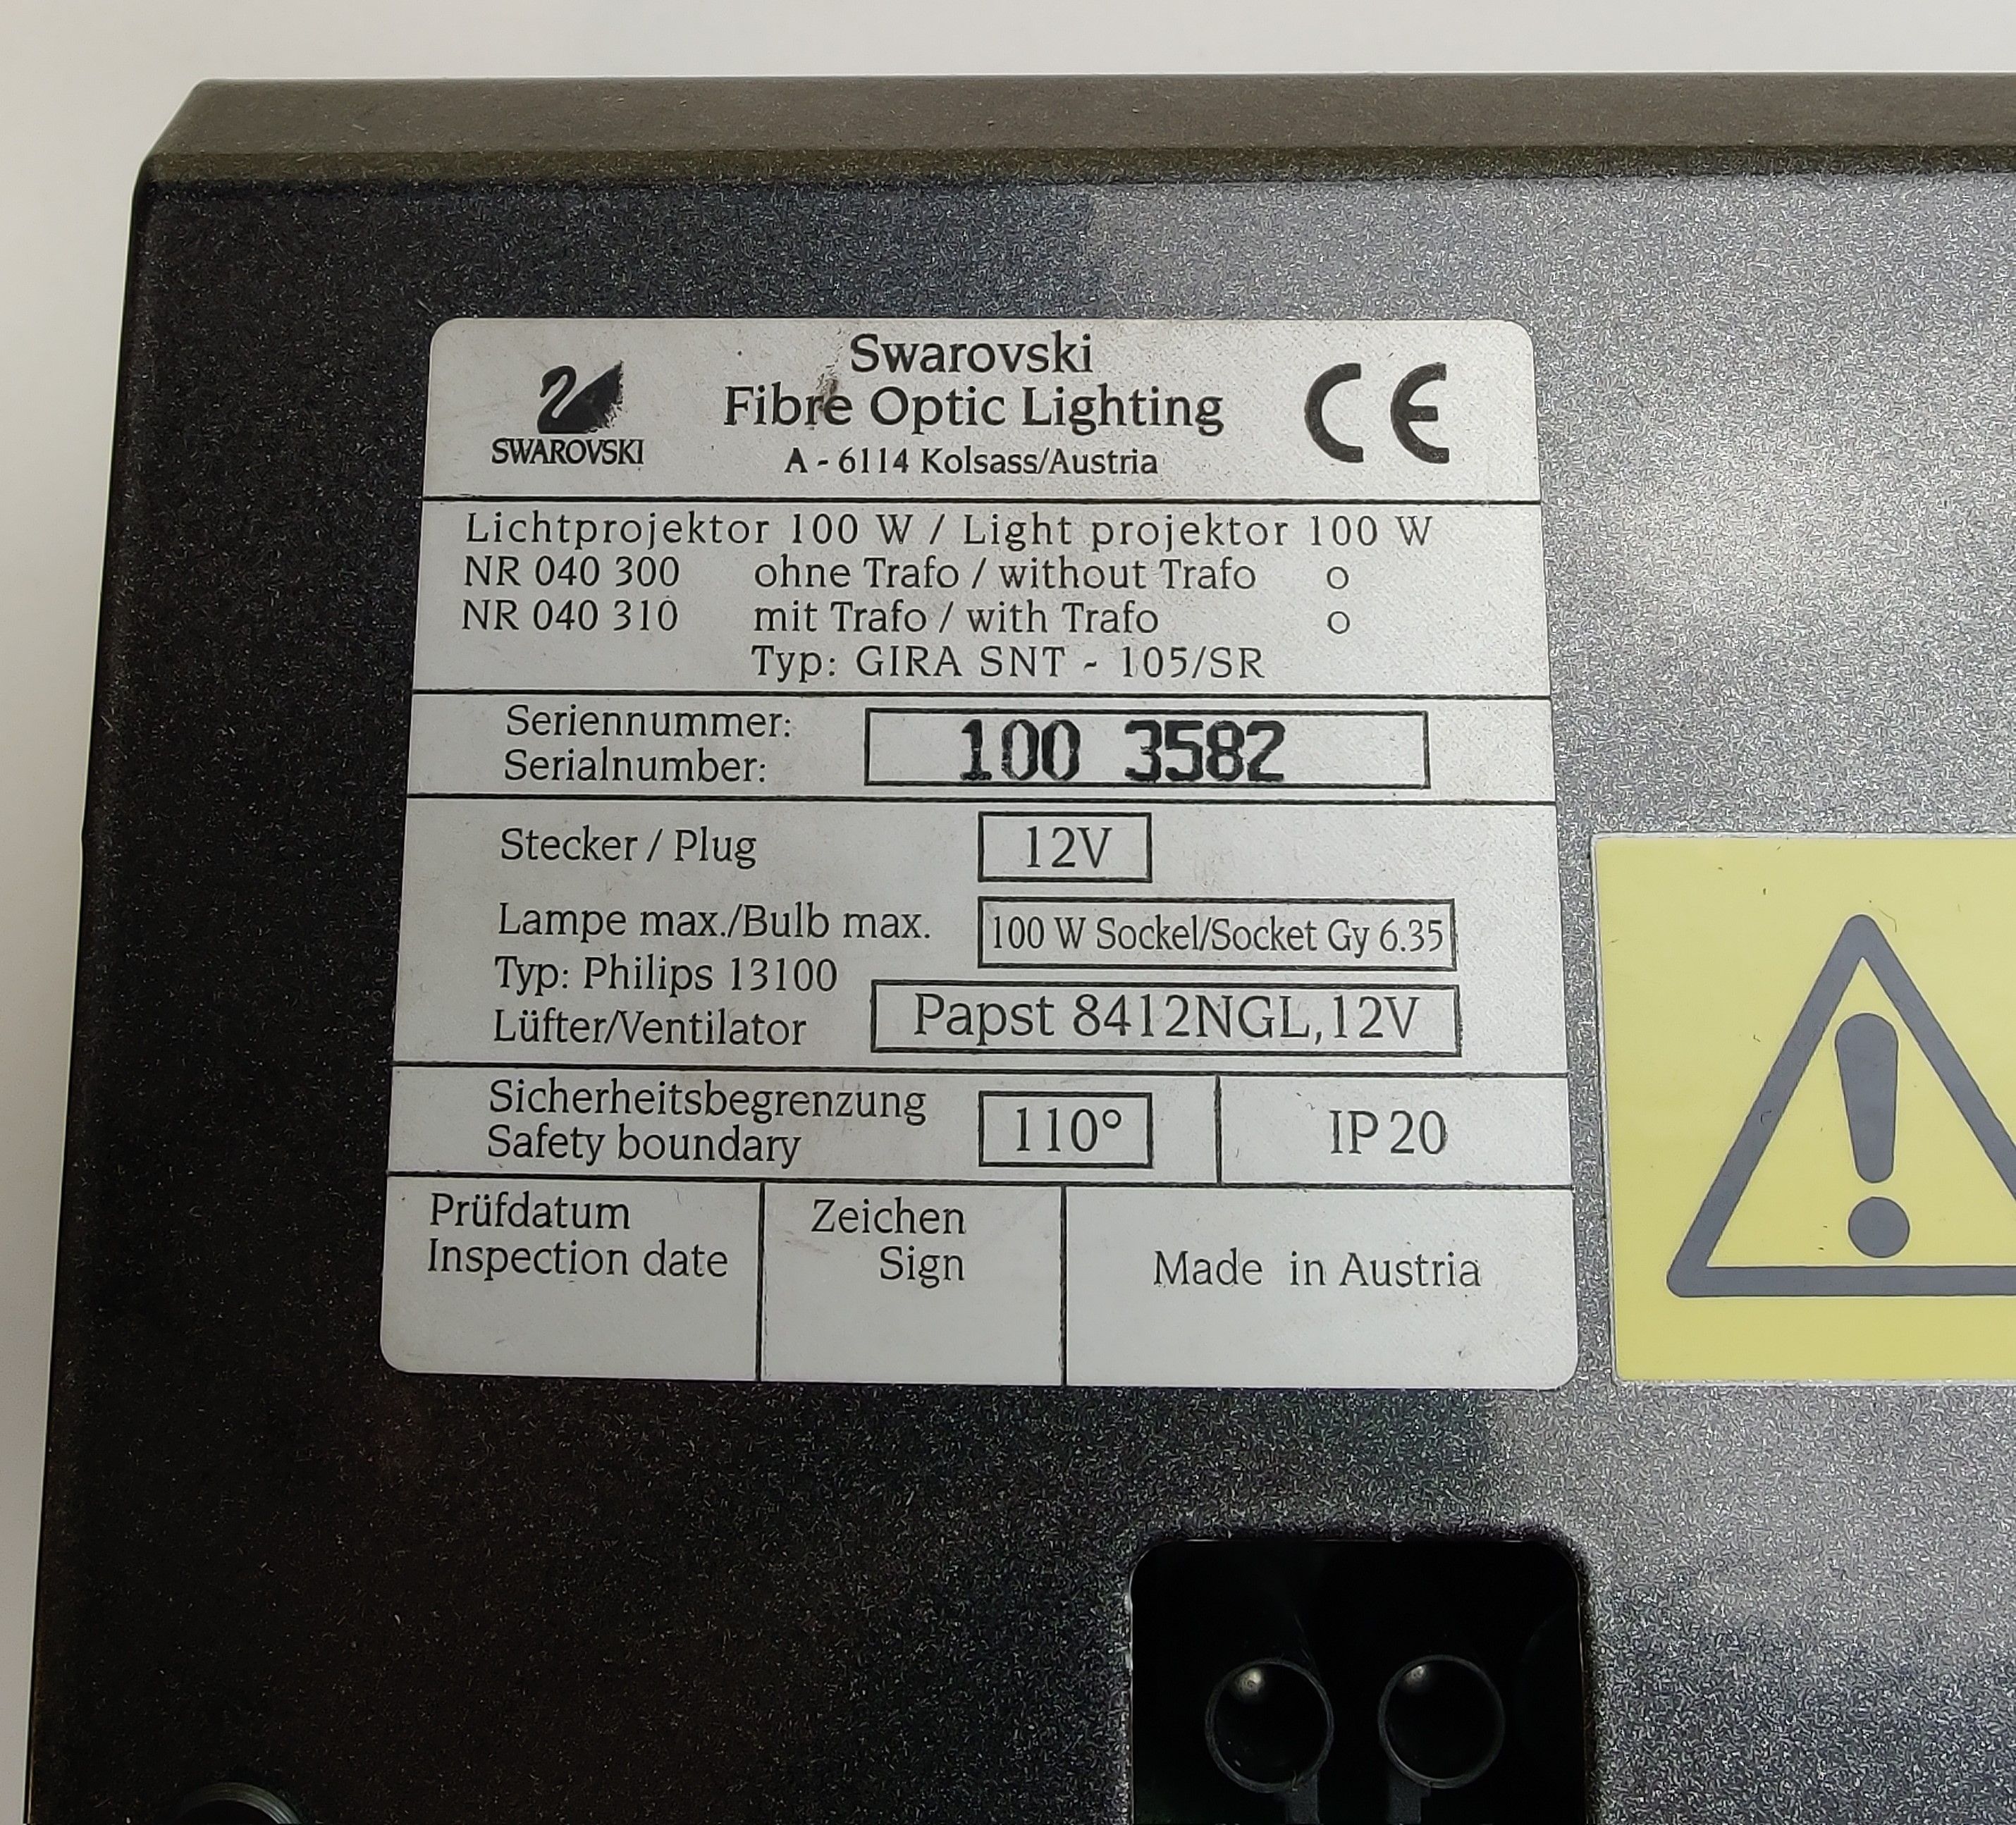 SWAROVSKI
Swarovski
Fibre Optic Lighting
A - 6114 Kolsass/Austria
CE
Lichtprojektor 100 W / Light projektor 100 W
NR 040 300 ohne Trafo / without Trafo o
NR 040 310 mit Trafo / with Trafo o
Typ: GIRA SNT - 105/SR
Seriennummer:
Serialnumber:
100 3582
Stecker / Plug 12V
Lampe max./Bulb max. 100 W Sockel/Socket Gy 6.35
Typ: Philips 13100
Lüfter/Ventilator Papst 8412NGL,12V
Sicherheitsbegrenzung
Safety boundary
110°
IP 20
Prüfdatum
Inspection date
Zeichen
Sign
Made in Austria